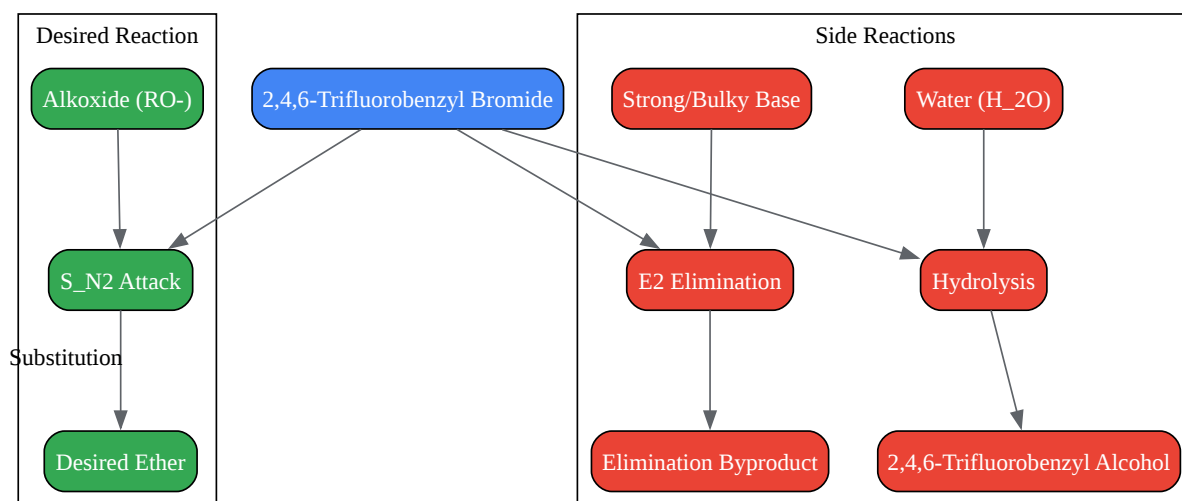 Desired Reaction
Side Reactions
Alkoxide (RO-)
2,4,6-Trifluorobenzyl Bromide
Strong/Bulky Base
Water (H_2O)
S_N2 Attack
E2 Elimination
Hydrolysis
Substitution
Desired Ether
Elimination Byproduct
2,4,6-Trifluorobenzyl Alcohol